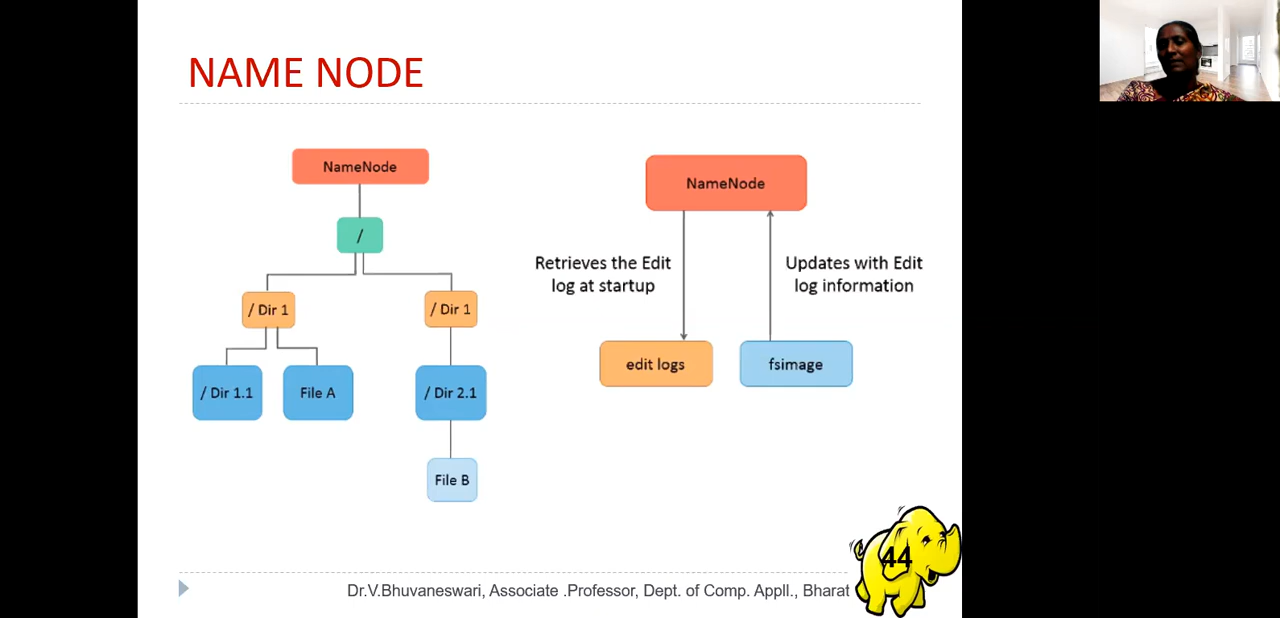 NAME NODE
NameNode
/
/ Dir 1
/ Dir 1
/ Dir 1.1
File A
/ Dir 2.1
File B
NameNode
Retrieves the Edit
log at startup
Updates with Edit
log information
edit logs
fsimage
44
Dr.V.Bhuvaneswari, Associate .Professor, Dept. of Comp. Appll., Bharat